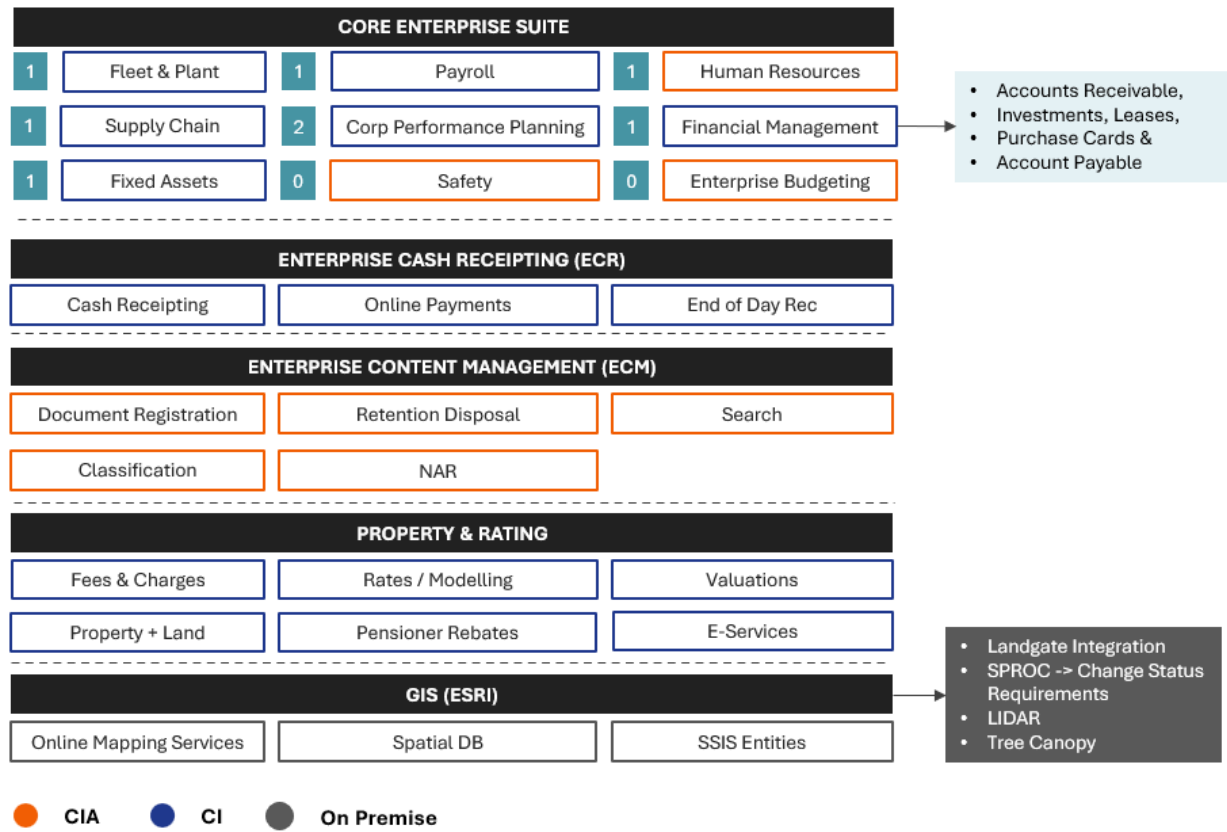 CORE ENTERPRISE SUITE
1 Fleet & Plant 1 Payroll 1 Human Resources
1 Supply Chain 2 Corp Performance Planning 1 Financial Management
1 Fixed Assets 0 Safety 0 Enterprise Budgeting
• Accounts Receivable,
• Investments, Leases,
• Purchase Cards &
• Account Payable
ENTERPRISE CASH RECEIPTING (ECR)
Cash Receipting Online Payments End of Day Rec
ENTERPRISE CONTENT MANAGEMENT (ECM)
Document Registration Retention Disposal Search
Classification NAR
PROPERTY & RATING
Fees & Charges Rates / Modelling Valuations
Property + Land Pensioner Rebates E-Services
GIS (ESRI)
Online Mapping Services Spatial DB SSIS Entities
• Landgate Integration
• SPROC -> Change Status
Requirements
• LIDAR
• Tree Canopy
CIA CI On Premise